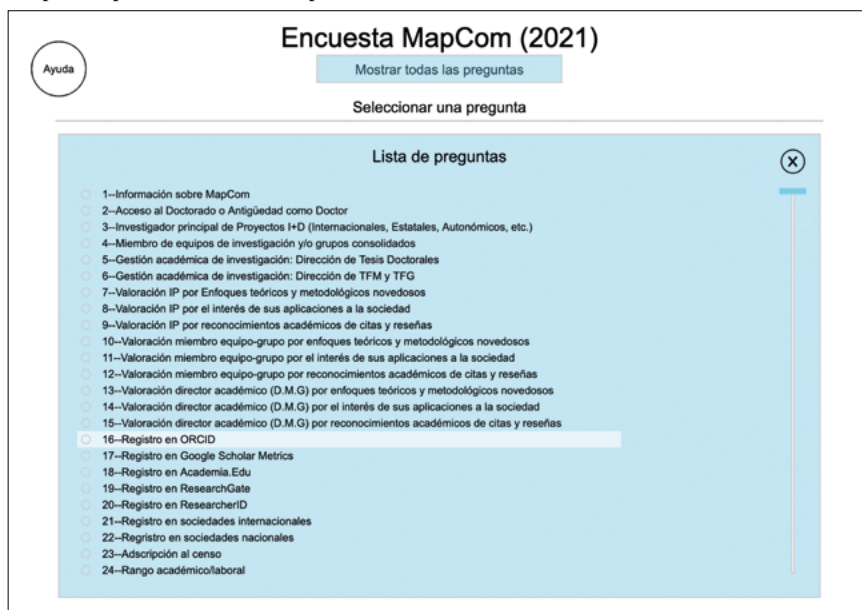 Encuesta MapCom (2021)
Ayuda
Mostrar todas las preguntas
Seleccionar una pregunta
Lista de preguntas
X
1--Información sobre MapCom
2--Acceso al Doctorado o Antigüedad como Doctor
3--Investigador principal de Proyectos I+D (Internacionales, Estatales, Autonómicos, etc.)
4--Miembro de equipos de investigación y/o grupos consolidados
5--Gestión académica de investigación: Dirección de Tesis Doctorales
6--Gestión académica de investigación: Dirección de TFM y TFG
7--Valoración IP por Enfoques teóricos y metodológicos novedosos
8--Valoración IP por el interés de sus aplicaciones a la sociedad
9--Valoración IP por reconocimientos académicos de citas y reseñas
10--Valoración miembro equipo-grupo por enfoques teóricos y metodológicos novedosos
11--Valoración miembro equipo-grupo por el interés de sus aplicaciones a la sociedad
12--Valoración miembro equipo-grupo por reconocimientos académicos de citas y reseñas
13--Valoración director académico (D.M.G) por enfoques teóricos y metodológicos novedosos
14--Valoración director académico (D.M.G) por el interés de sus aplicaciones a la sociedad
15--Valoración director académico (D.M.G) por reconocimientos académicos de citas y reseñas
16--Registro en ORCID
17--Registro en Google Scholar Metrics
18--Registro en Academia.Edu
19--Registro en ResearchGate
20--Registro en ResearcherID
21--Registro en sociedades internacionales
22--Regristro en sociedades nacionales
23--Adscripción al censo
24--Rango académico/laboral